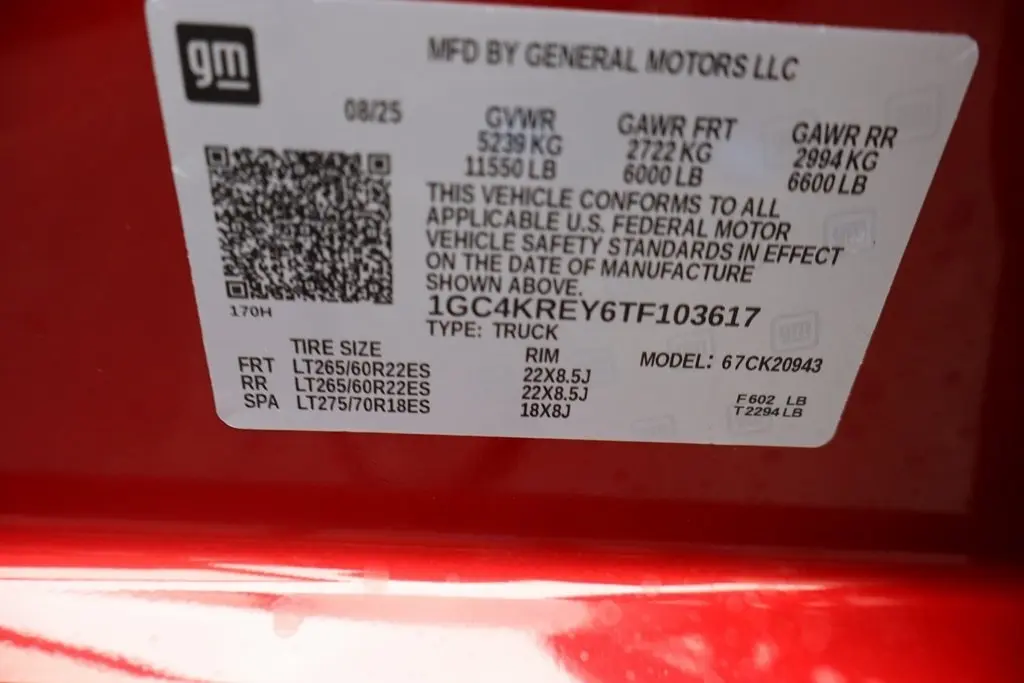 gm
MFD BY GENERAL MOTORS LLC
08/25
GVWR GAWR FRT GAWR RR
5239 KG 2722 KG 2994 KG
11550 LB 6000 LB 6600 LB
THIS VEHICLE CONFORMS TO ALL
APPLICABLE U.S. FEDERAL MOTOR
VEHICLE SAFETY STANDARDS IN EFFECT
ON THE DATE OF MANUFACTURE
SHOWN ABOVE.
170H
1GC4KREY6TF103617
TYPE: TRUCK
TIRE SIZE RIM MODEL: 67CK20943
FRT LT265/60R22ES 22X8.5J
RR LT265/60R22ES 22X8.5J
SPA LT275/70R18ES 18X8J
F602 LB
T2294 LB